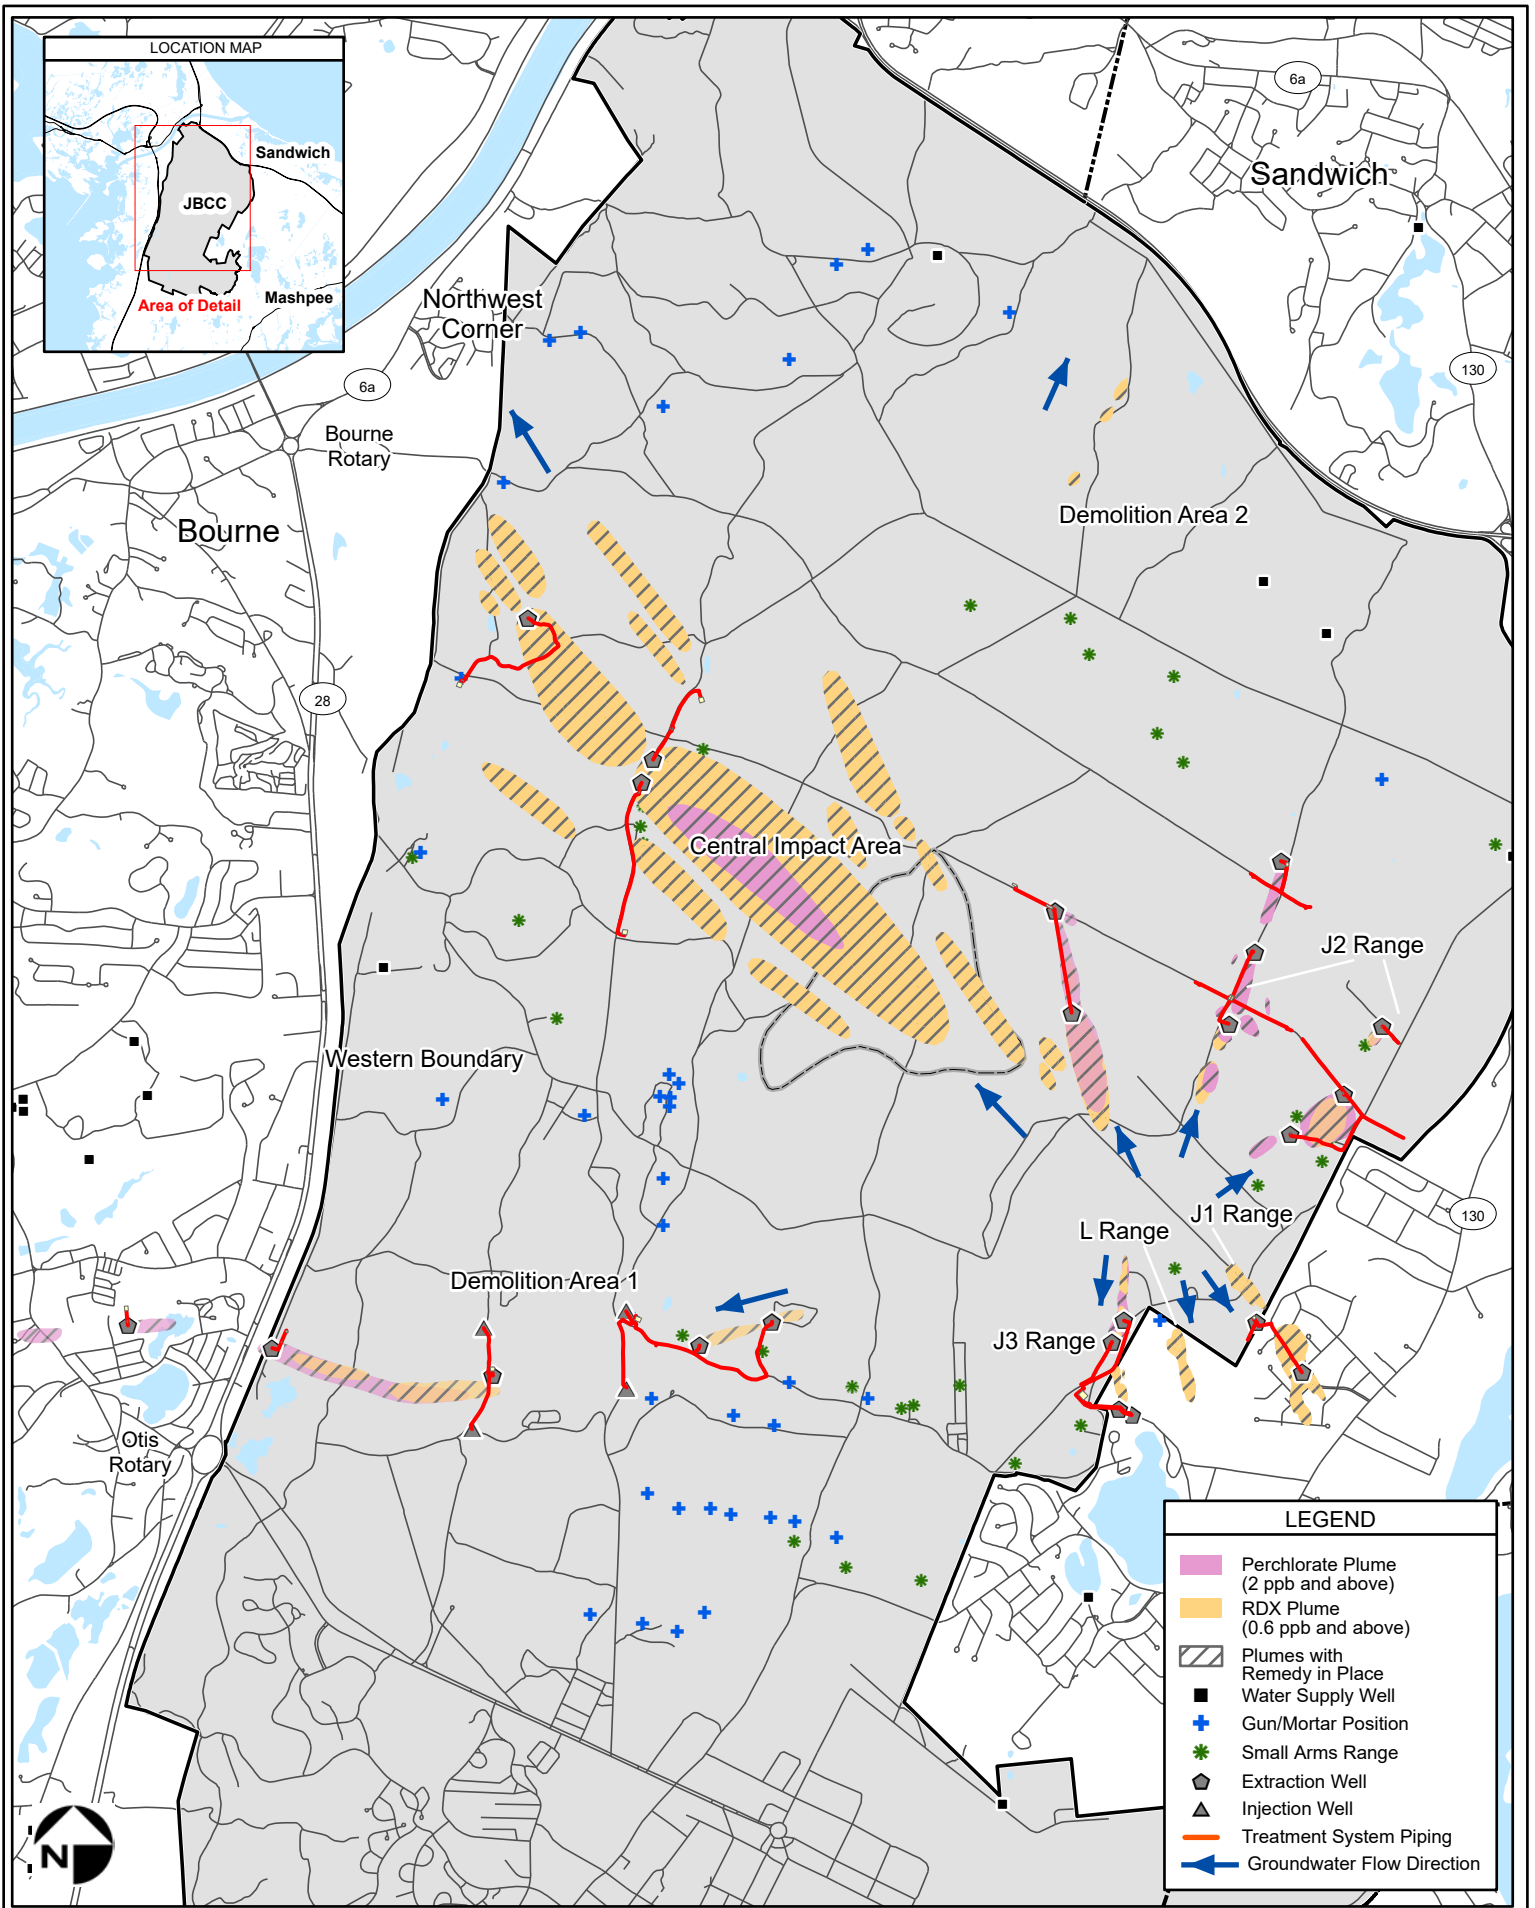 LOCATION MAP
Sandwich
JBCC
Area of Detail
Mashpee
6a
Sandwich
Northwest
Corner
130
6a
Bourne
Rotary
Bourne
Demolition Area 2
28
Central Impact Area
J2 Range
Western Boundary
J1 Range
130
L Range
Demolition Area 1
J3 Range
Otis
Rotary
LEGEND
Perchlorate Plume
(2 ppb and above)
RDX Plume
(0.6 ppb and above)
Plumes with
Remedy in Place
Water Supply Well
Gun/Mortar Position
Small Arms Range
Extraction Well
Injection Well
Treatment System Piping
Groundwater Flow Direction
N